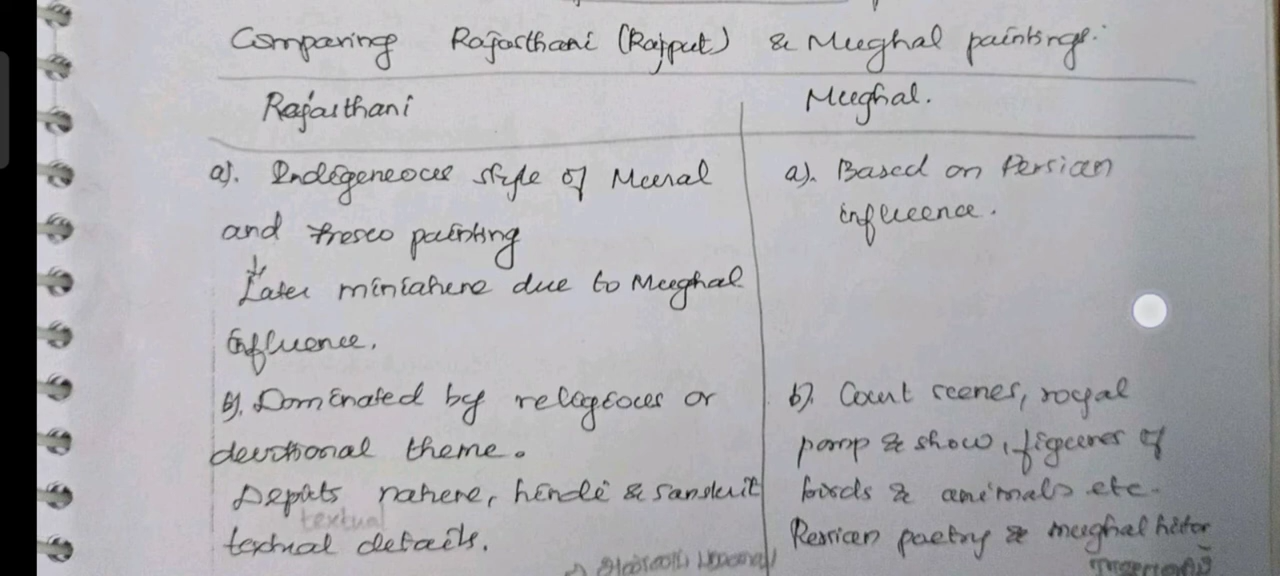 Comparing Rajasthani (Rajput) & Mughal paintings.
Rajasthani
Mughal.
a). Indegeneous style of Mural
and fresco painting
Later miniature due to Mughal
influence.
b). Dominated by religious or
devotional theme.
Depicts nature, hindi & sanskrit
textual
textual details.
a). Based on Persian
influence.
b). Court scenes, royal
pomp & show, figures of
birds & animals etc.
Persian poetry & mughal histor